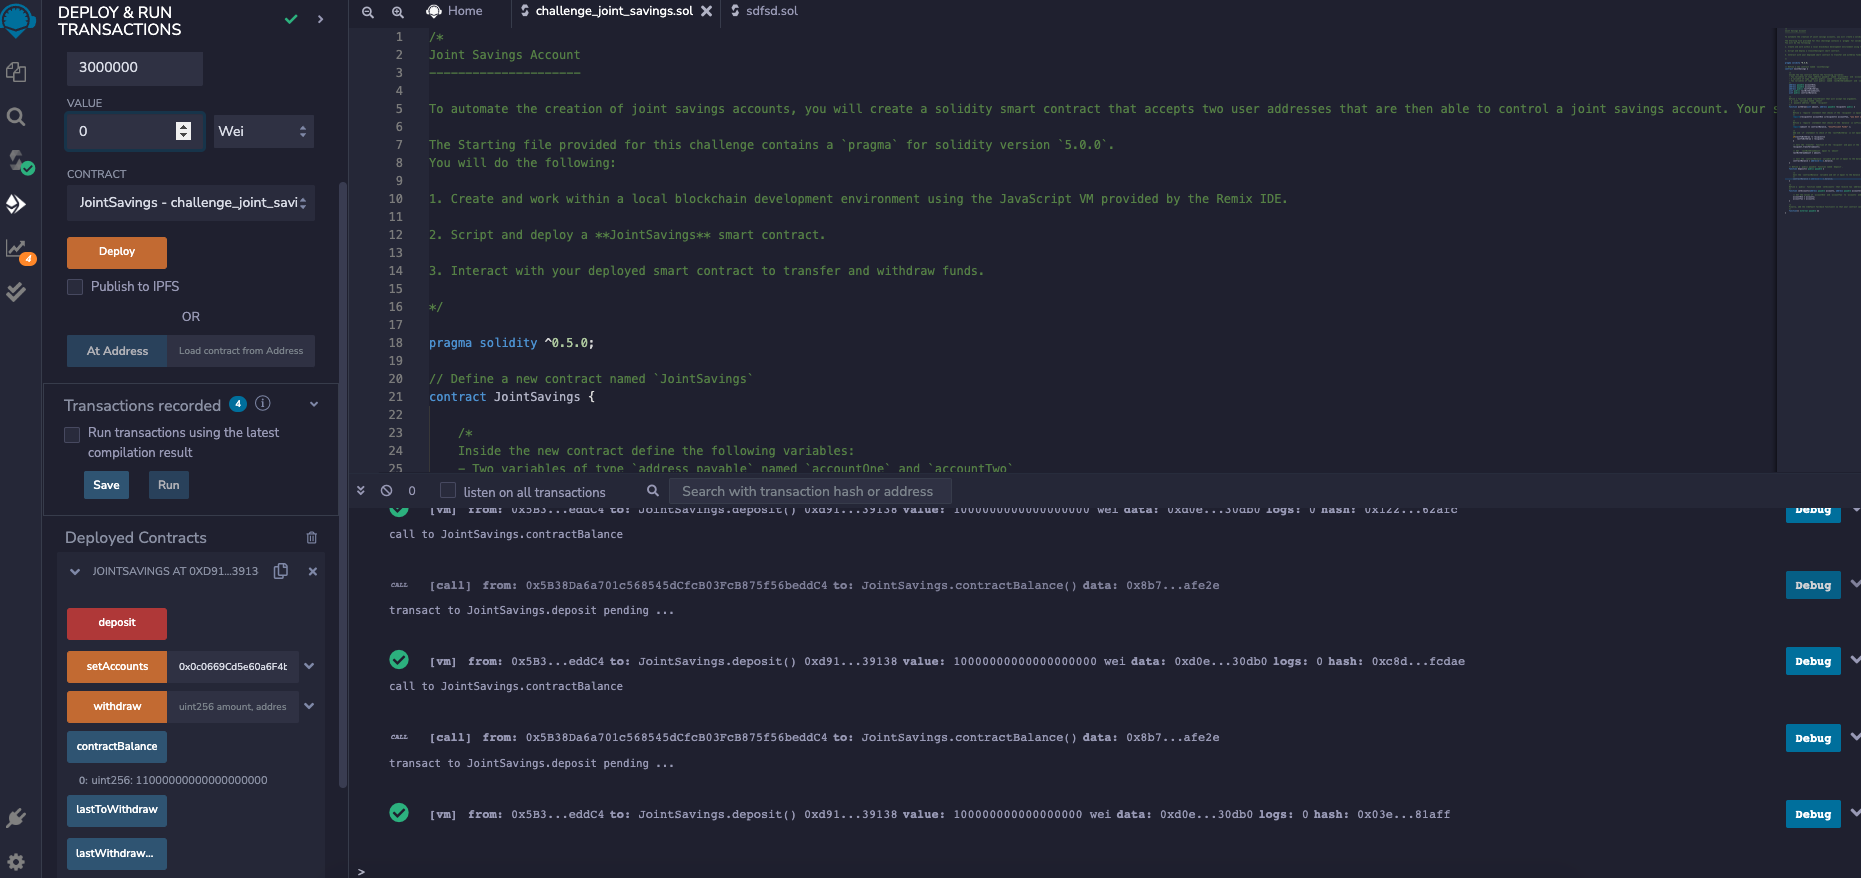 DEPLOY & RUN
TRANSACTIONS
3000000
VALUE
0
Wei
CONTRACT
JointSavings - challenge_joint_savi
Deploy
Publish to IPFS
OR
At Address
Load contract from Address
Transactions recorded 4
Run transactions using the latest
compilation result
Save
Run
Deployed Contracts
JOINTSAVINGS AT 0XD91...3913
deposit
setAccounts
0x0c0669Cd5e60a6F4b
withdraw
uint256 amount, addres
contractBalance
0: uint256: 11000000000000000000
lastToWithdraw
lastWithdraw...
4
Home
challenge_joint_savings.sol
sdfsd.sol
1 /*
2 Joint Savings Account
3 ---------------------
4
5 To automate the creation of joint savings accounts, you will create a solidity smart contract that accepts two user addresses that are then able to control a joint savings account. Your s
6
7 The Starting file provided for this challenge contains a `pragma` for solidity version `5.0.0`.
8 You will do the following:
9
10 1. Create and work within a local blockchain development environment using the JavaScript VM provided by the Remix IDE.
11
12 2. Script and deploy a **JointSavings** smart contract.
13
14 3. Interact with your deployed smart contract to transfer and withdraw funds.
15
16 */
17
18 pragma solidity ^0.5.0;
19
20 // Define a new contract named `JointSavings`
21 contract JointSavings {
22
23 /*
24 Inside the new contract define the following variables:
25 - Two variables of type `address payable` named `accountOne` and `accountTwo`
0
listen on all transactions
Search with transaction hash or address
[vm] from: 0x5B3...eddC4 to: JointSavings.deposit() 0xd91...39138 value: 1000000000000000000 wei data: 0xd0e...30db0 logs: 0 hash: 0x122...62afc
Debug
call to JointSavings.contractBalance
CALL [call] from: 0x5B38Da6a701c568545dCfcB03FcB875f56beddC4 to: JointSavings.contractBalance() data: 0x8b7...afe2e
Debug
transact to JointSavings.deposit pending ...
[vm] from: 0x5B3...eddC4 to: JointSavings.deposit() 0xd91...39138 value: 10000000000000000000 wei data: 0xd0e...30db0 logs: 0 hash: 0xc8d...fcdae
Debug
call to JointSavings.contractBalance
CALL [call] from: 0x5B38Da6a701c568545dCfcB03FcB875f56beddC4 to: JointSavings.contractBalance() data: 0x8b7...afe2e
Debug
transact to JointSavings.deposit pending ...
[vm] from: 0x5B3...eddC4 to: JointSavings.deposit() 0xd91...39138 value: 1000000000000000000 wei data: 0xd0e...30db0 logs: 0 hash: 0x03e...81aff
Debug
>